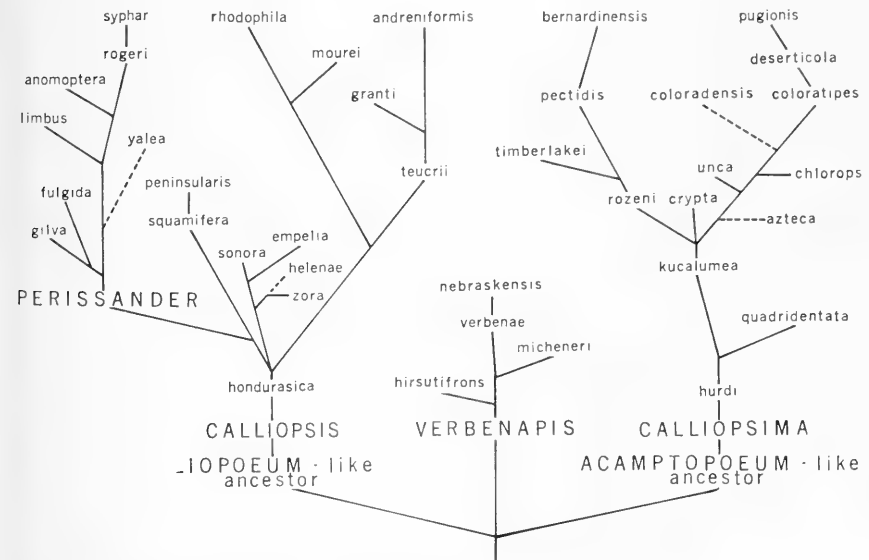 syphar
rhodophila
andreniformis
bernardinensis
pugionis
rogeri
mourei
deserticola
anomoptera
granti
pectidis
coloradensis
coloratipes
limbus
yalea
timberlakei
unca
chlorops
peninsularis
teucrii
fulgida
squamifera
rozeni
crypta
azteca
gilva
sonora
empelia
helenae
kucalumea
zora
nebraskensis
PERISSANDER
verbenae
quadridentata
micheneri
hondurasica
hirsutifrons
hurdi
CALLIOPSIS
VERBENAPIS
CALLIOPSIMA
IOPOEUM - like
ACAMPTOPOEUM - like
ancestor
ancestor